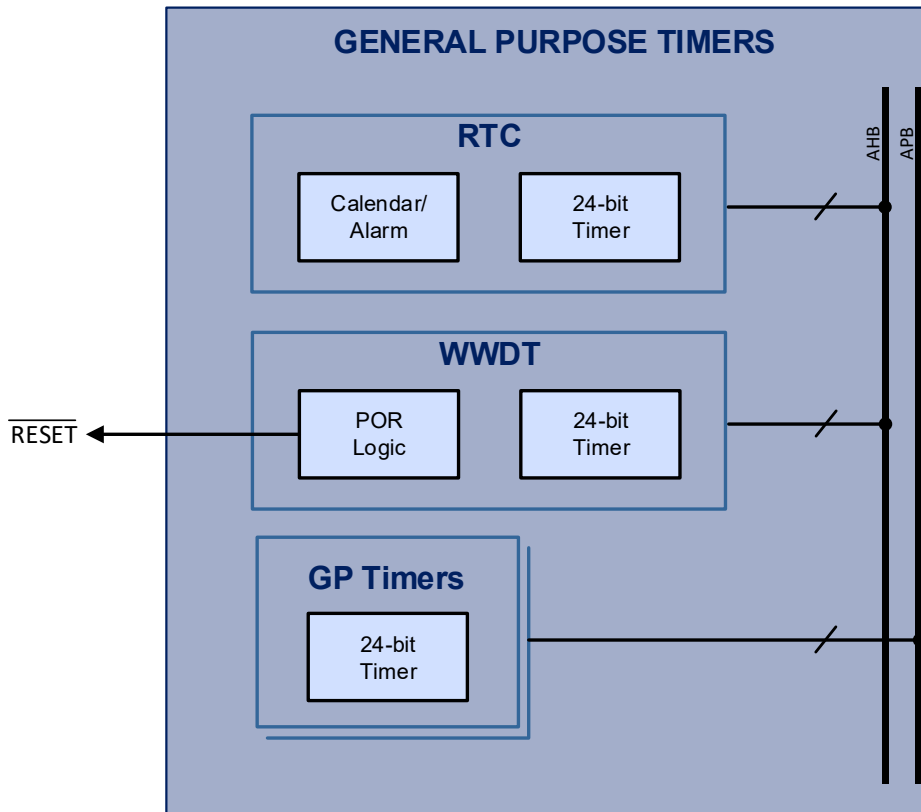 GENERAL PURPOSE TIMERS
AHB
APB
RTC
Calendar/
Alarm
24-bit
Timer
WWDT
RESET
POR
Logic
24-bit
Timer
GP Timers
24-bit
Timer